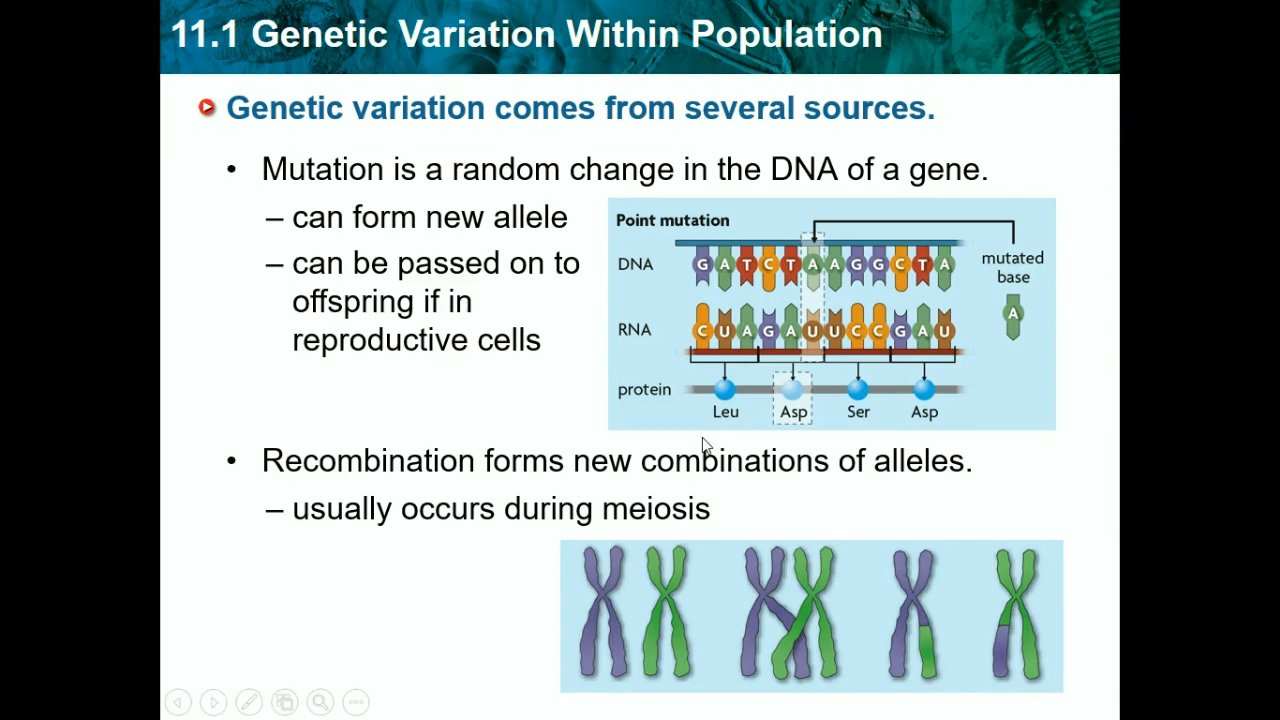 11.1 Genetic Variation Within Population
Genetic variation comes from several sources.
• Mutation is a random change in the DNA of a gene.
– can form new allele
– can be passed on to
offspring if in
reproductive cells
Point mutation
DNA
G A T C T A A G G C T A
mutated
base
A
RNA
C U A G A U U C C G A U
protein
Leu Asp Ser Asp
• Recombination forms new combinations of alleles.
– usually occurs during meiosis